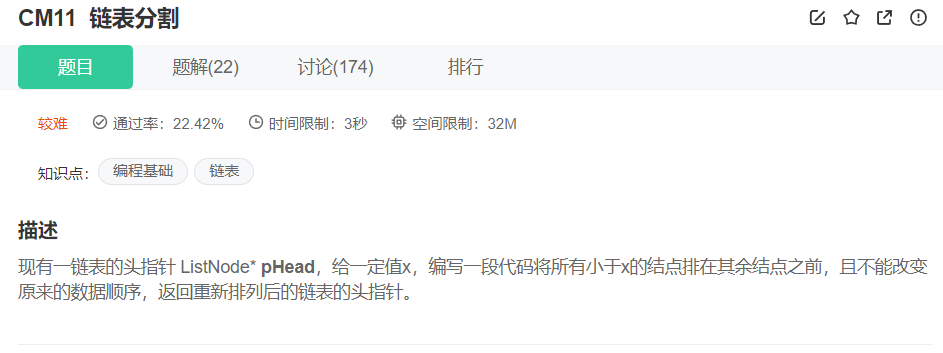 CM11 链表分割
题目 题解(22) 讨论(174) 排行
较难 通过率：22.42% 时间限制：3秒 空间限制：32M
知识点： 编程基础 链表
描述
现有一链表的头指针 ListNode* pHead，给一定值x，编写一段代码将所有小于x的结点排在其余结点之前，且不能改变
原来的数据顺序，返回重新排列后的链表的头指针。